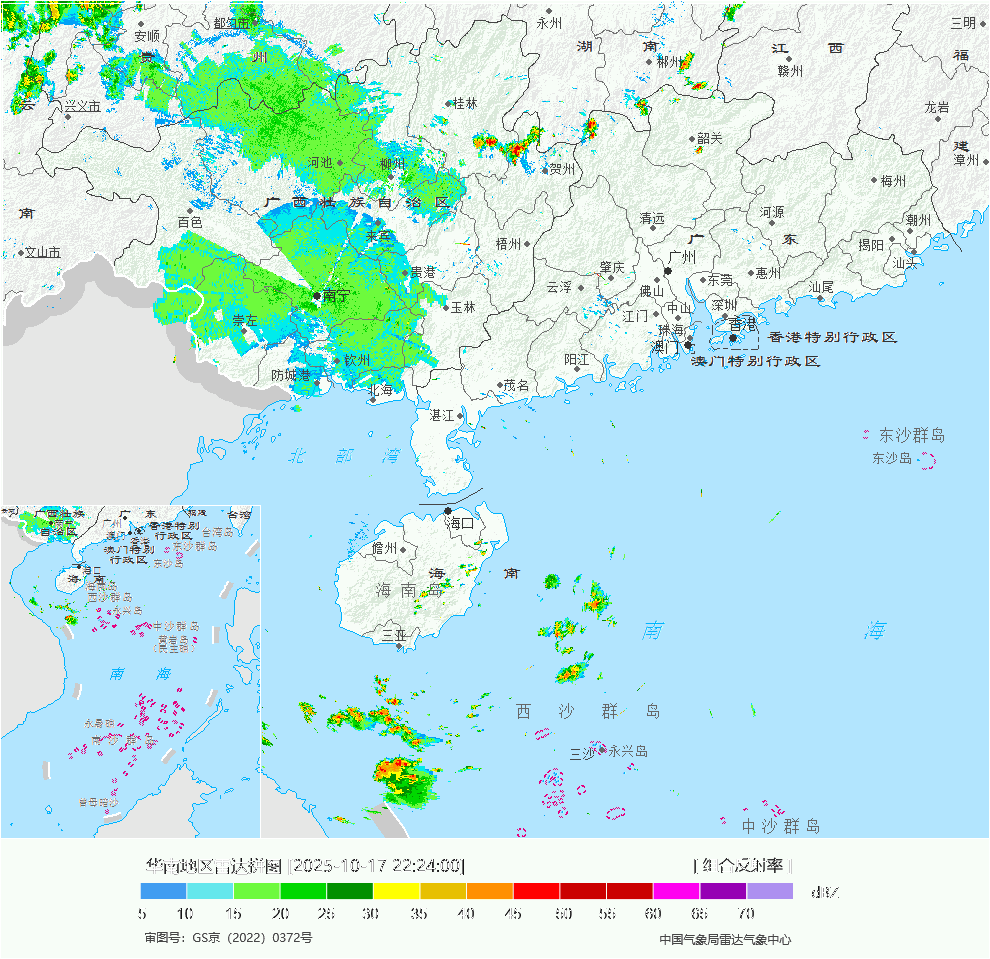 都匀市
永州
三明
安顺
湖 南
江 西
贵 州
郴州
赣州
福
云
兴义市
桂林
龙岩
韶关
建
河池
柳州
贺州
漳州
梅州
广西壮族自治区
南
百色
来宾
清远
河源
潮州
文山市
梧州
广 东
揭阳
贵港
肇庆
广州
汕头
南宁
云浮
佛山
东莞
惠州
汕尾
玉林
中山
深圳
崇左
江门
珠海
香港
香港特别行政区
澳门
澳门特别行政区
钦州
阳江
防城港
茂名
北海
湛江
东沙群岛
北部湾
东沙岛
海口
儋州
海 南
海南岛
三亚
南 海
西沙群岛
三沙
永兴岛
中沙群岛
广西壮族
自治区
广 东
台湾
广州
香港特别
行政区
台湾岛
澳门特别
行政区
东沙群岛
东沙岛
海口
海 南
海南岛
西沙群岛
永兴岛
中沙群岛
黄岩岛
(民主礁)
南 海
永暑礁
南沙群岛
曾母暗沙
华南地区雷达拼图 [2025-10-17 22:24:00]
[组合反射率]
5 10 15 20 25 30 35 40 45 50 55 60 65 70
dBZ
审图号：GS京（2022）0372号
中国气象局雷达气象中心